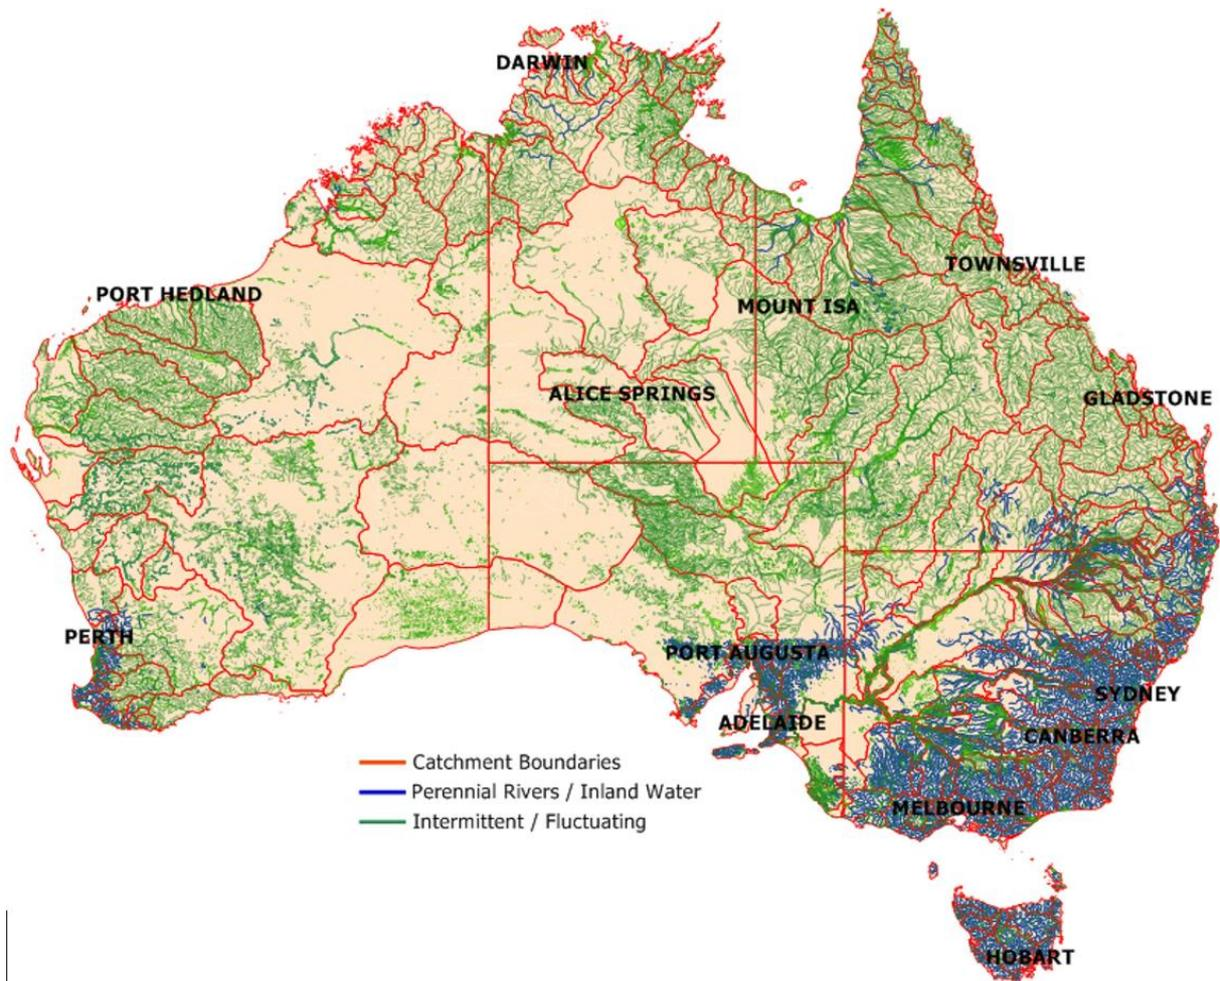 DARWIN
TOWNSVILLE
PORT HEDLAND
MOUNT ISA
ALICE SPRINGS
GLADSTONE
PERTH
PORT AUGUSTA
SYDNEY
ADELAIDE
CANBERRA
Catchment Boundaries
Perennial Rivers / Inland Water
MELBOURNE
Intermittent / Fluctuating
HOBART